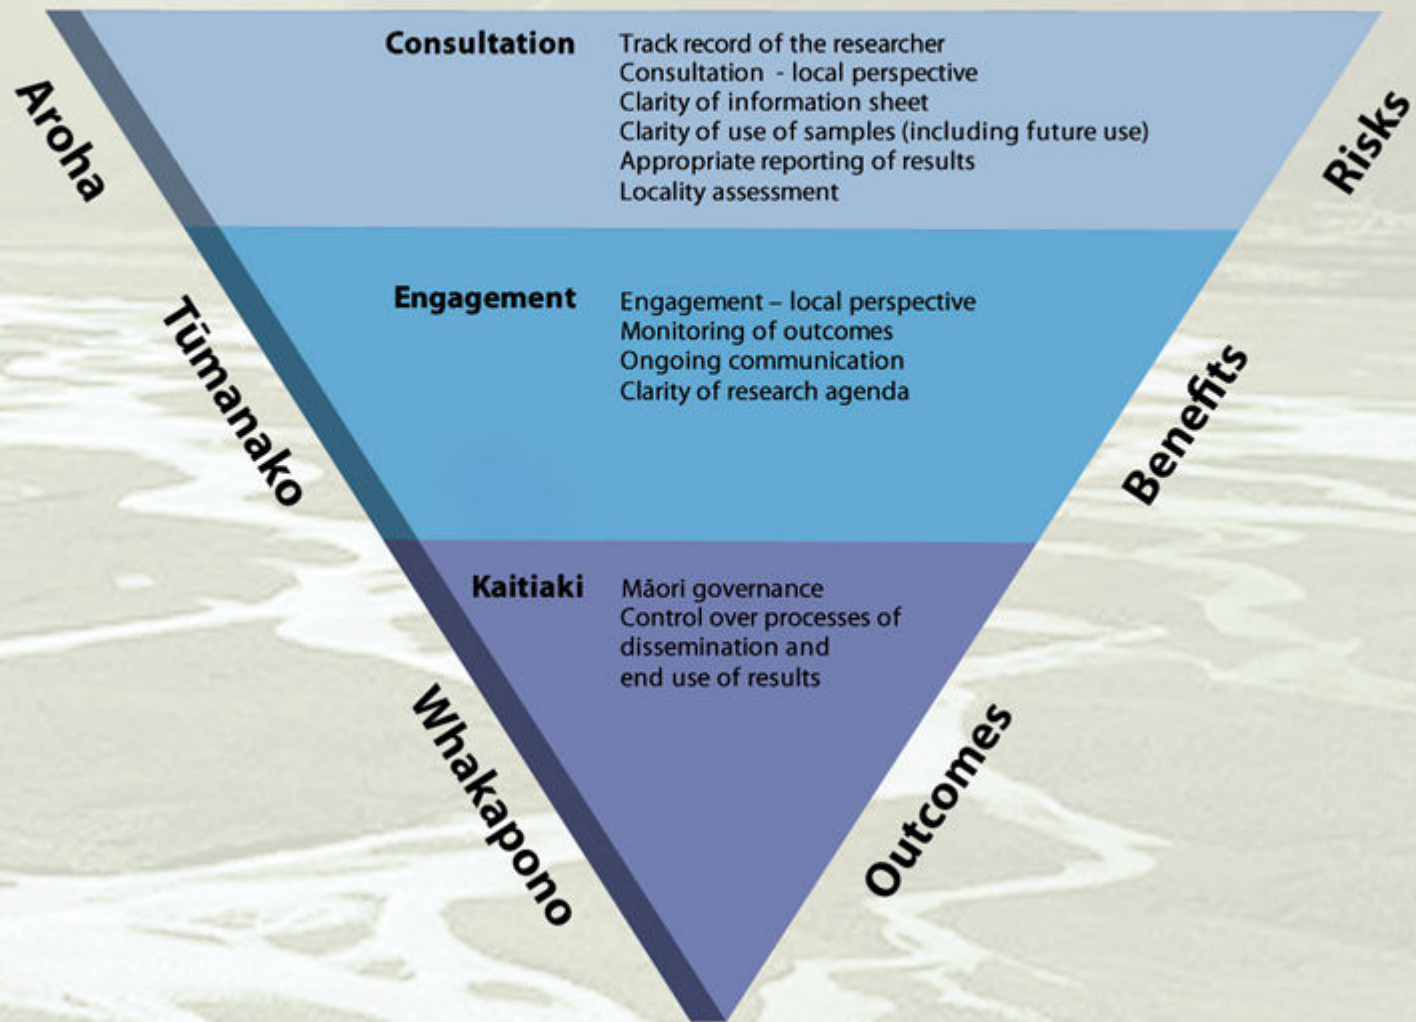 Consultation
Track record of the researcher
Consultation - local perspective
Clarity of information sheet
Clarity of use of samples (including future use)
Appropriate reporting of results
Locality assessment
Aroha
Risks
Engagement
Engagement – local perspective
Monitoring of outcomes
Ongoing communication
Clarity of research agenda
Tūmanako
Benefits
Kaitiaki
Māori governance
Control over processes of
dissemination and
end use of results
Whakapono
Outcomes